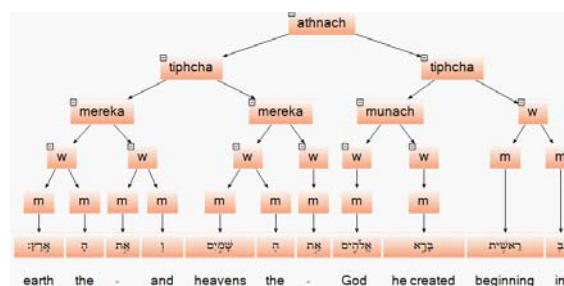 athnach
tiphcha tiphcha
mereka mereka munach w
w w w w w w m m
m m m m m m m m m
בְּ רֵאשִׁ֖ית בָּרָ֣א אֱלֹהִ֑ים אֵ֥ת הַ שָּׁמַ֖יִם וְ אֵ֥ת הָ אָֽרֶץ׃
earth the - and heavens the - God he created beginning in